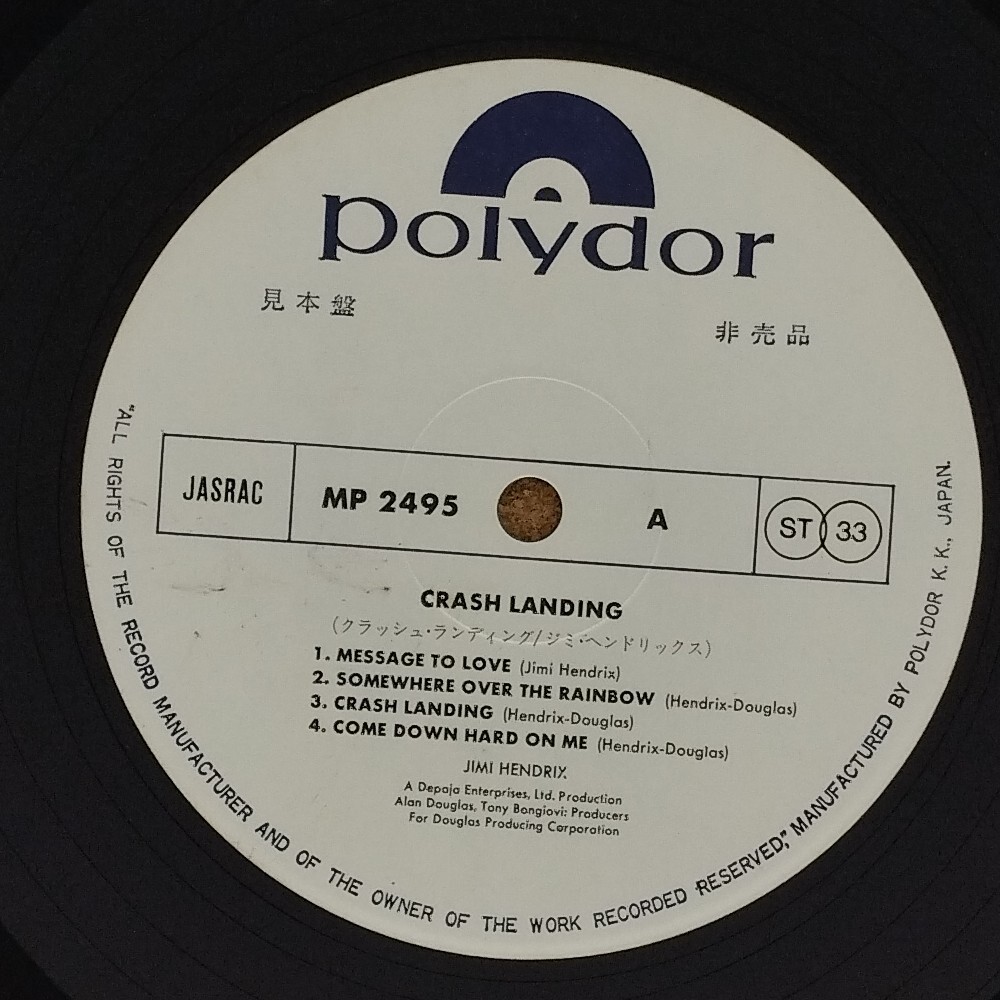 polydor
見本盤
非売品
JASRAC
MP 2495
A
ST 33
CRASH LANDING
(クラッシュ・ランディング/ジミ・ヘンドリックス)
1. MESSAGE TO LOVE (Jimi Hendrix)
2. SOMEWHERE OVER THE RAINBOW (Hendrix-Douglas)
3. CRASH LANDING (Hendrix-Douglas)
4. COME DOWN HARD ON ME (Hendrix-Douglas)
JIMI HENDRIX
A Depaja Enterprises, Ltd. Production
Alan Douglas, Tony Bongiovi: Producers
For Douglas Producing Corporation
"ALL RIGHTS OF THE RECORD MANUFACTURER AND OF THE OWNER OF THE WORK RECORDED RESERVED," MANUFACTURED BY POLYDOR K. K., JAPAN.